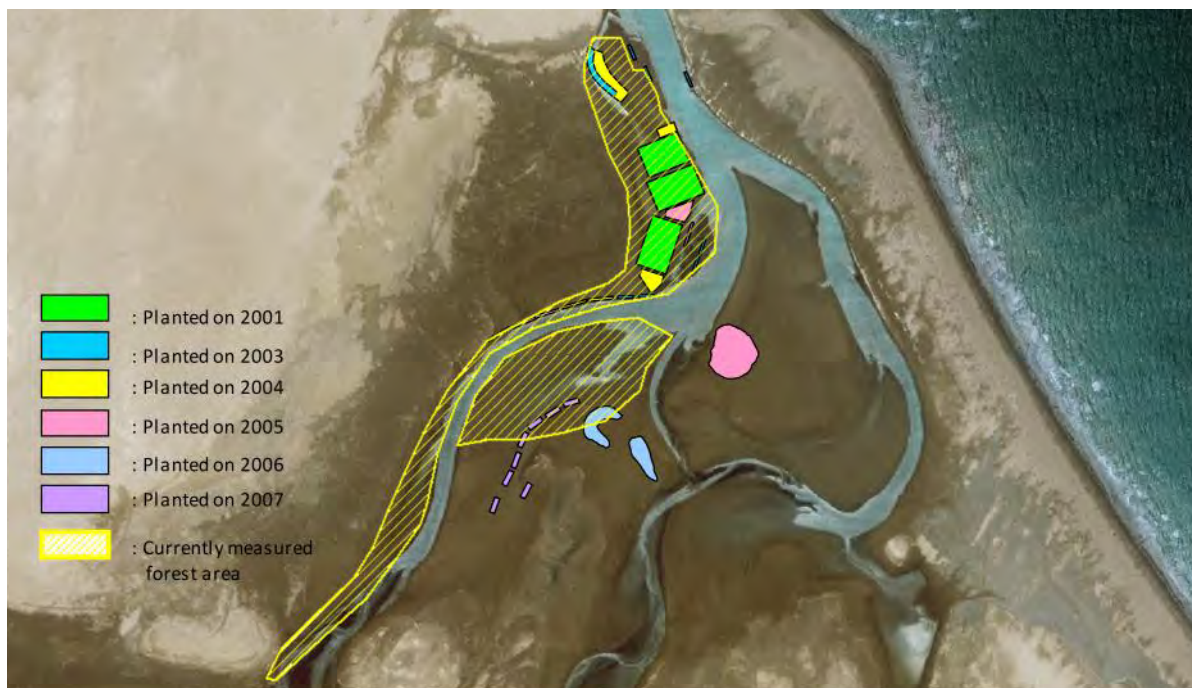 : Planted on 2001
: Planted on 2003
: Planted on 2004
: Planted on 2005
: Planted on 2006
: Planted on 2007
: Currently measured
forest area